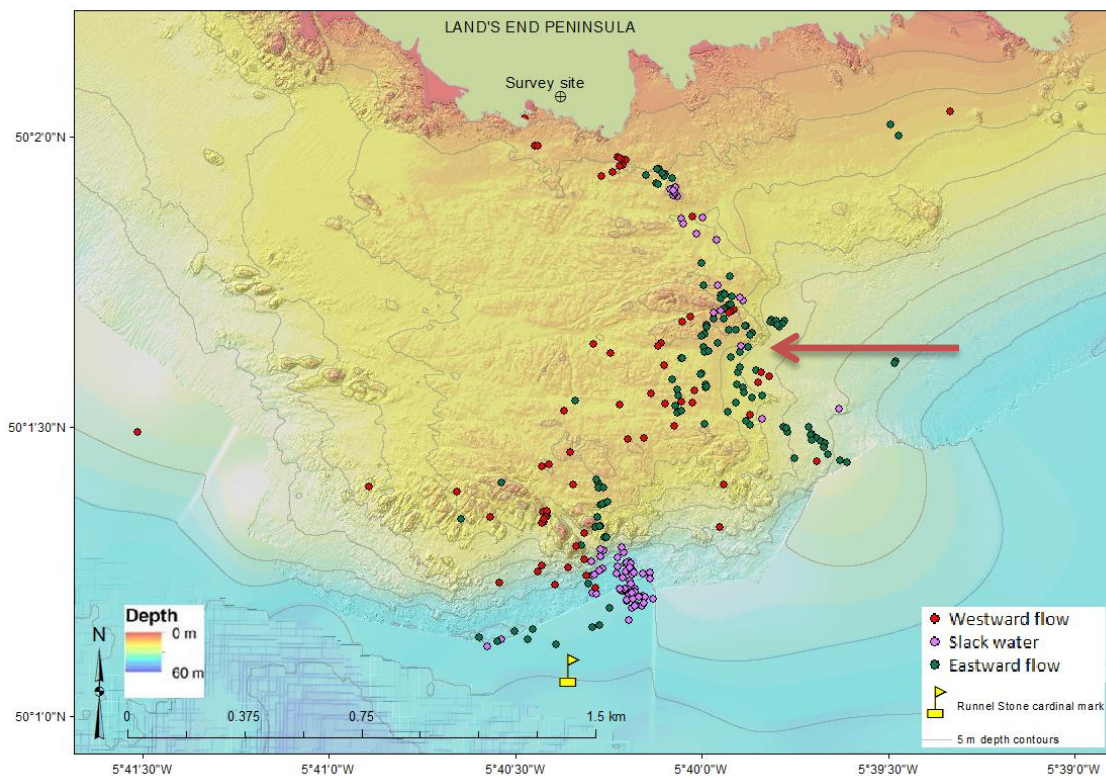 LAND'S END PENINSULA
Survey site
50°2'0"N
50°1'30"N
50°1'0"N
Depth
0 m
60 m
N
0
0.375
0.75
1.5 km
Westward flow
Slack water
Eastward flow
Runnel Stone cardinal mark
5 m depth contours
5°41'30"W
5°41'0"W
5°40'30"W
5°40'0"W
5°39'30"W
5°39'0"W